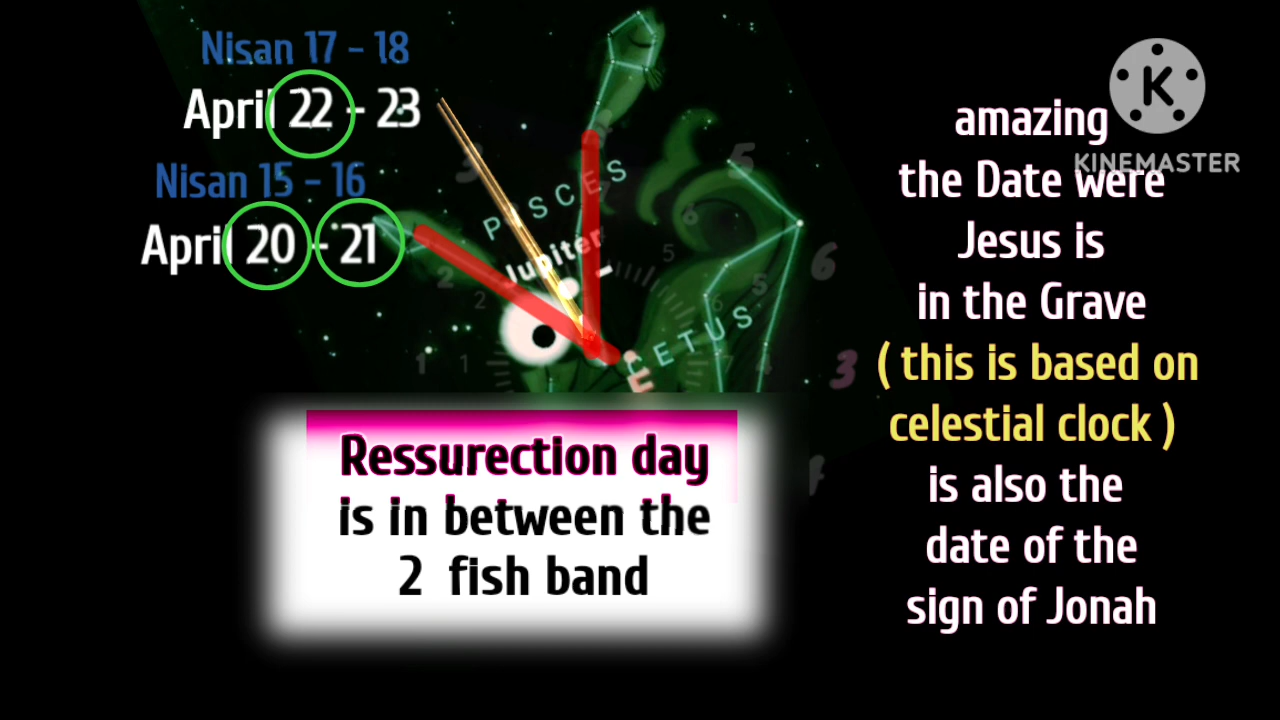 Nisan 17 - 18
April 22 - 23
Nisan 15 - 16
April 20 - 21
PISCES
Jupiter
CETUS
amazing
the Date were
Jesus is
in the Grave
( this is based on
celestial clock )
is also the
date of the
sign of Jonah
K
KINEMASTER
Ressurection day
is in between the
2 fish band